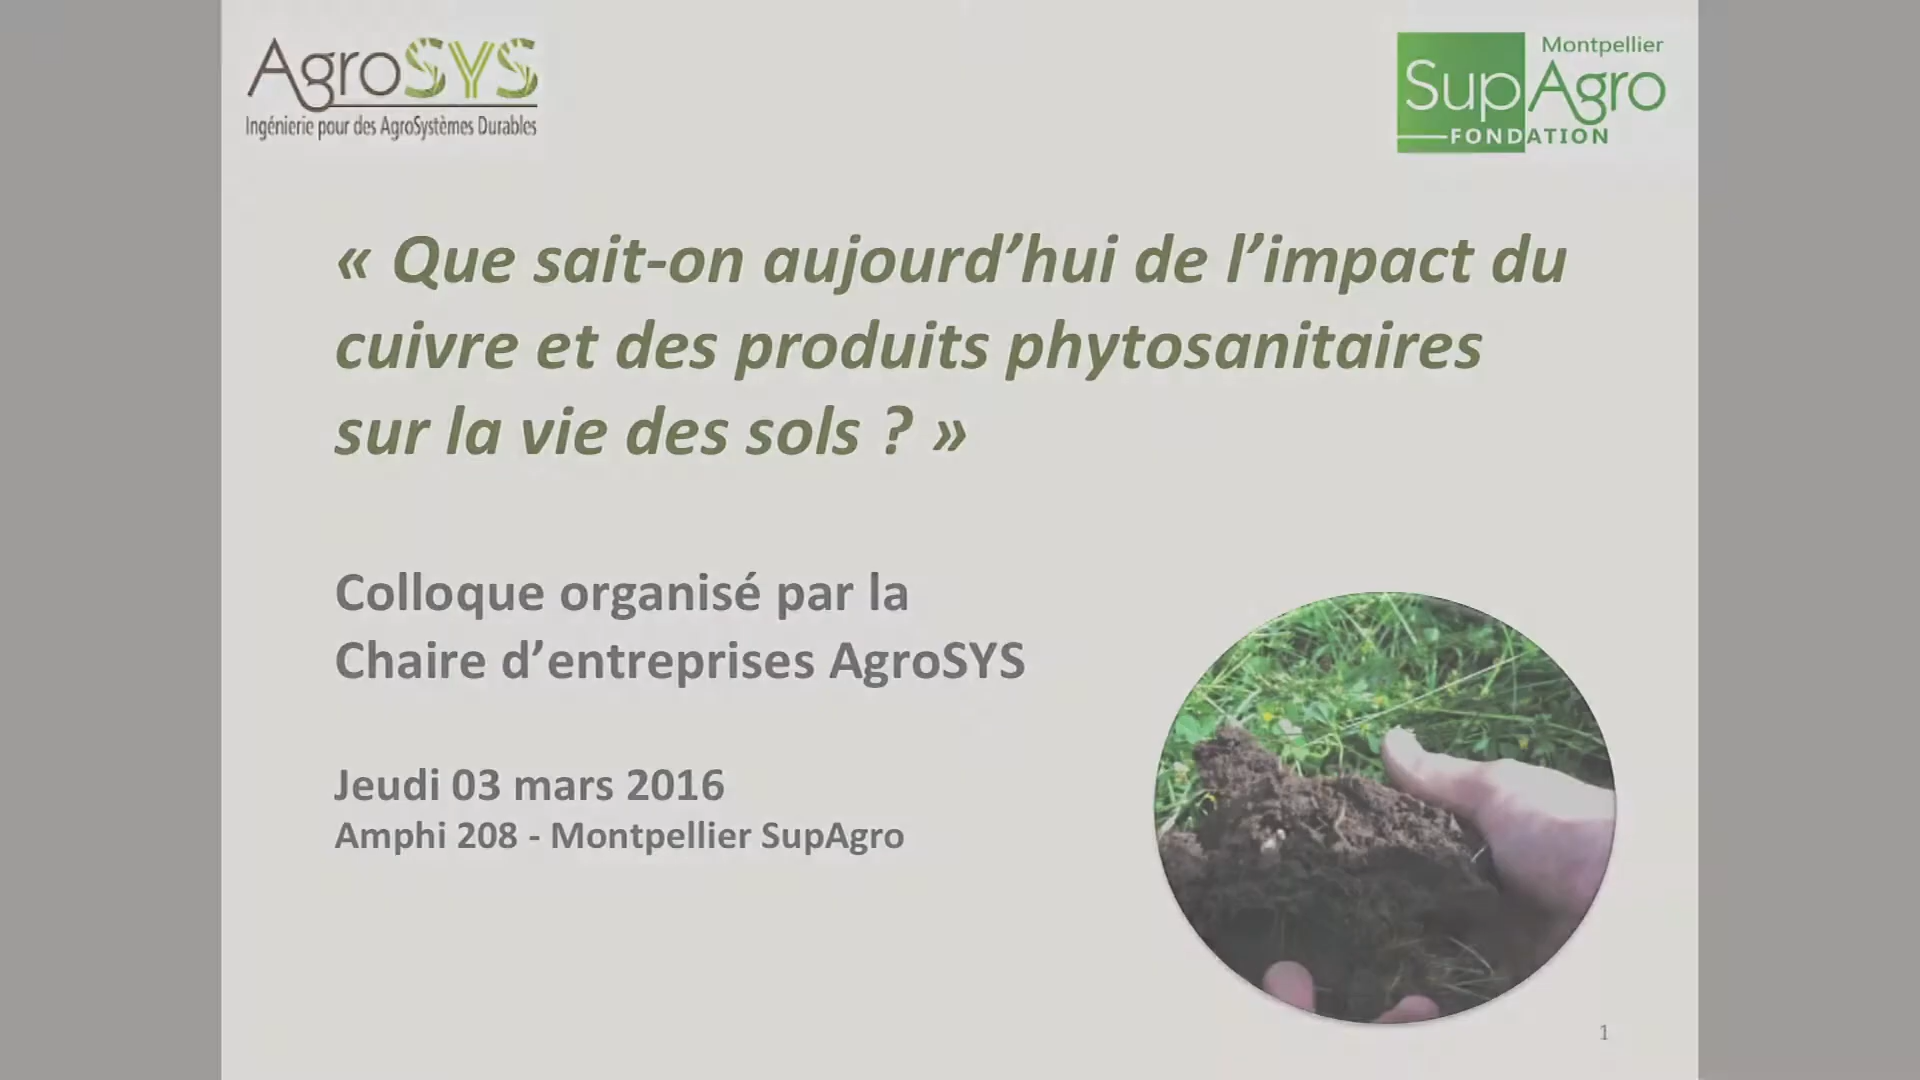 AgroSYS
Ingénierie pour des AgroSystèmes Durables
Montpellier
SupAgro
FONDATION
« Que sait-on aujourd’hui de l’impact du
cuivre et des produits phytosanitaires
sur la vie des sols ? »
Colloque organisé par la
Chaire d’entreprises AgroSYS
Jeudi 03 mars 2016
Amphi 208 - Montpellier SupAgro
1